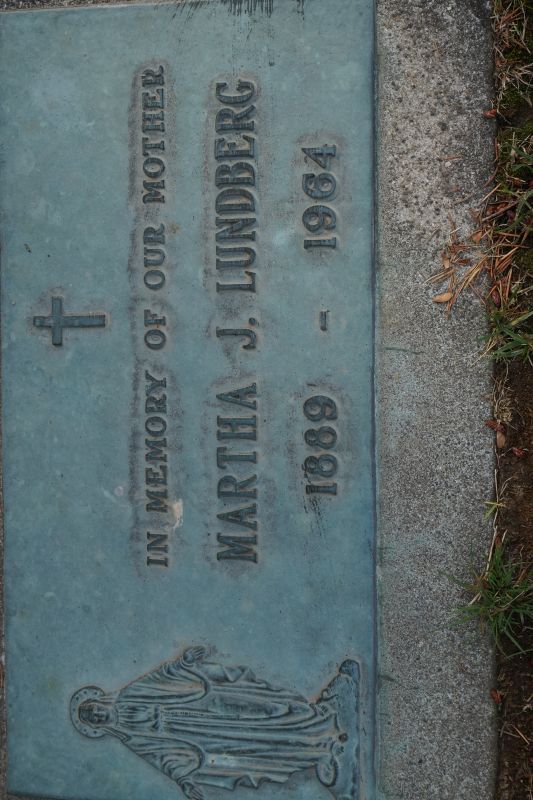 IN MEMORY OF OUR MOTHER
MARTHA J. LUNDBERG
1889 - 1964